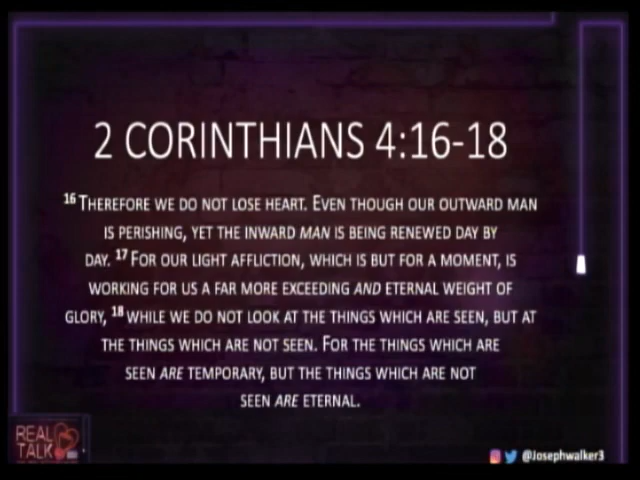 2 CORINTHIANS 4:16-18
16 THEREFORE WE DO NOT LOSE HEART. EVEN THOUGH OUR OUTWARD MAN
IS PERISHING, YET THE INWARD MAN IS BEING RENEWED DAY BY
DAY. 17 FOR OUR LIGHT AFFLICTION, WHICH IS BUT FOR A MOMENT, IS
WORKING FOR US A FAR MORE EXCEEDING AND ETERNAL WEIGHT OF
GLORY, 18 WHILE WE DO NOT LOOK AT THE THINGS WHICH ARE SEEN, BUT AT
THE THINGS WHICH ARE NOT SEEN. FOR THE THINGS WHICH ARE
SEEN ARE TEMPORARY, BUT THE THINGS WHICH ARE NOT
SEEN ARE ETERNAL.
REAL
TALK
@Josephwalker3